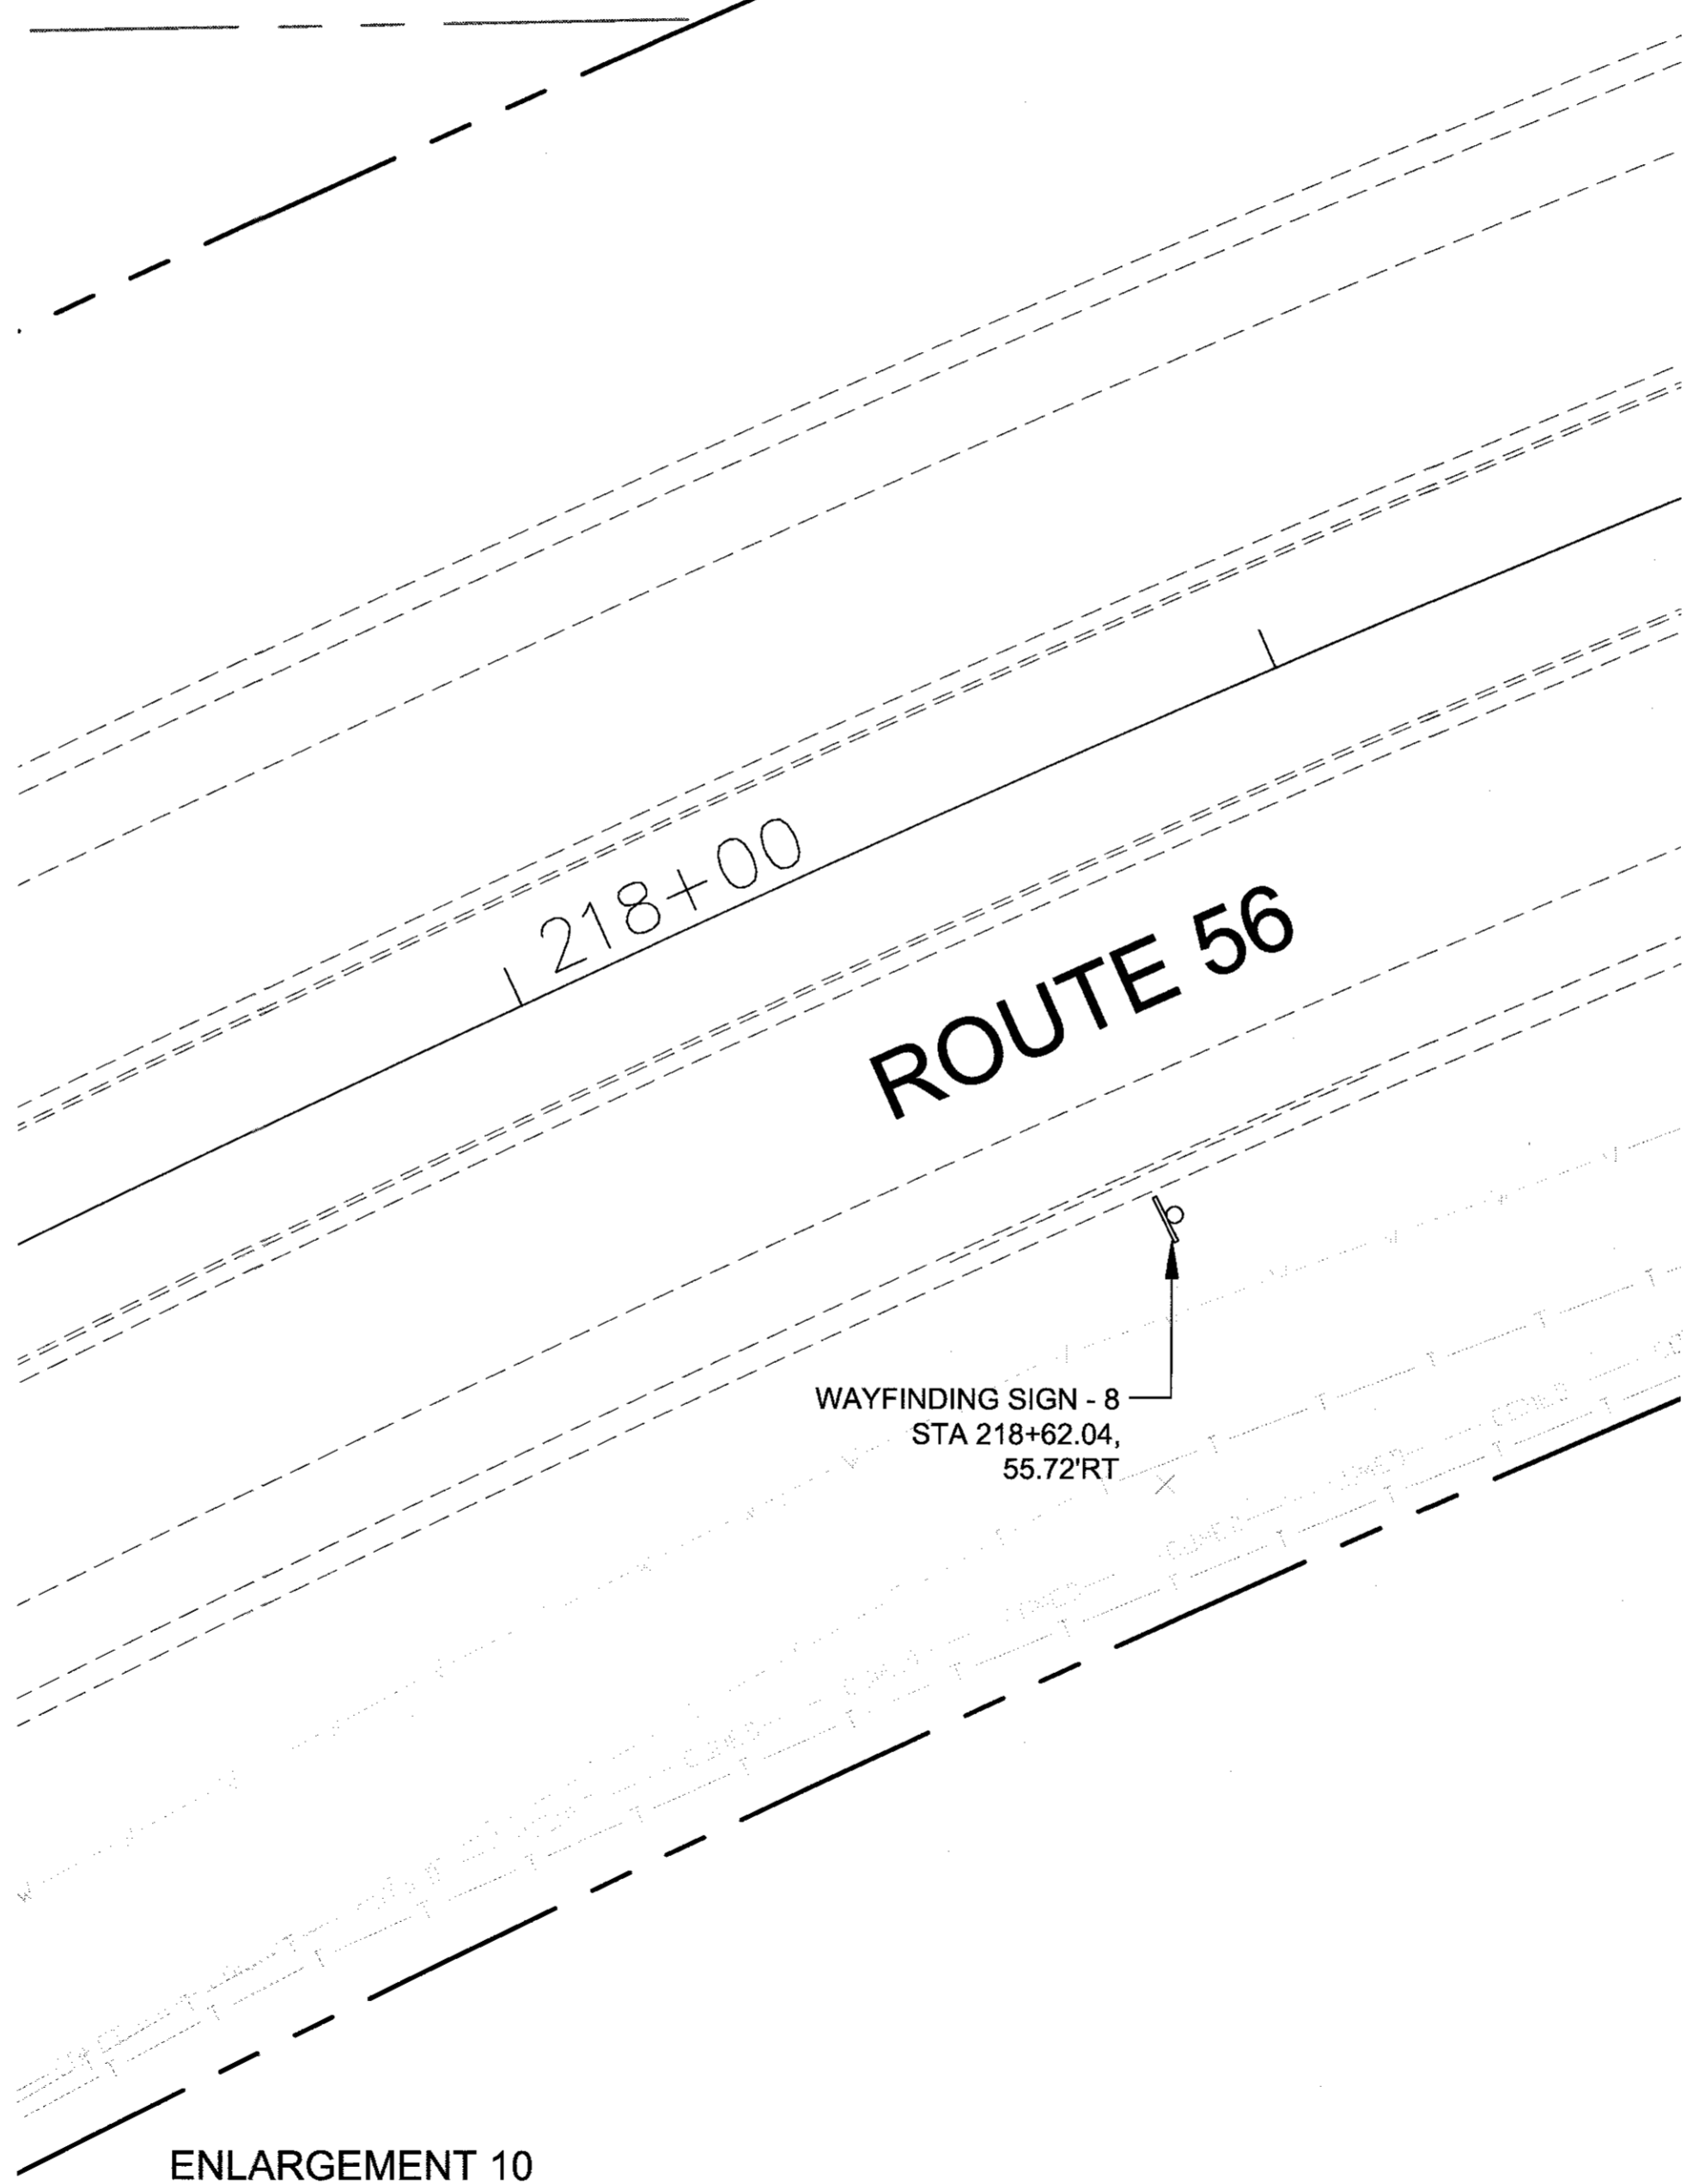 218+00
ROUTE 56
WAYFINDING SIGN - 8
STA 218+62.04,
55.72'RT
ENLARGEMENT 10